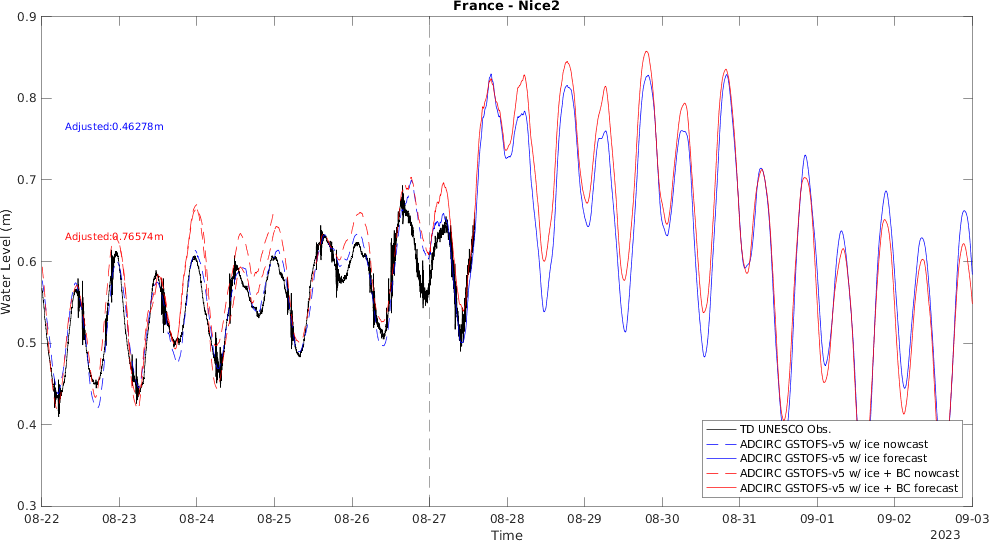 France - Nice2
0.9
0.8
0.7
0.6
0.5
0.4
0.3
Water Level (m)
Adjusted:0.46278m
Adjusted:0.76574m
TD UNESCO Obs.
ADCIRC GSTOFS-v5 w/ ice nowcast
ADCIRC GSTOFS-v5 w/ ice forecast
ADCIRC GSTOFS-v5 w/ ice + BC nowcast
ADCIRC GSTOFS-v5 w/ ice + BC forecast
08-22 08-23 08-24 08-25 08-26 08-27 08-28 08-29 08-30 08-31 09-01 09-02 09-03
Time
2023